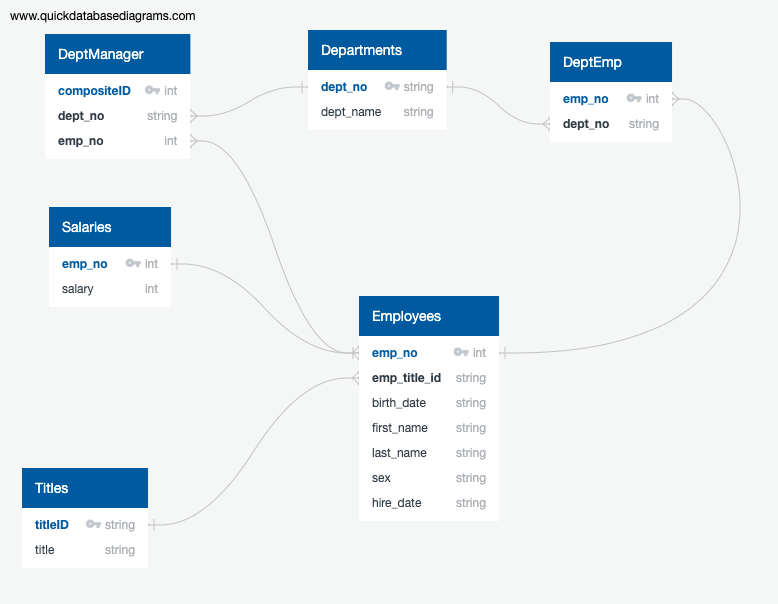 www.quickdatabasediagrams.com
DeptManager
compositeID int
dept_no string
emp_no int
Departments
dept_no string
dept_name string
DeptEmp
emp_no int
dept_no string
Salaries
emp_no int
salary int
Employees
emp_no int
emp_title_id string
birth_date string
first_name string
last_name string
sex string
hire_date string
Titles
titleID string
title string